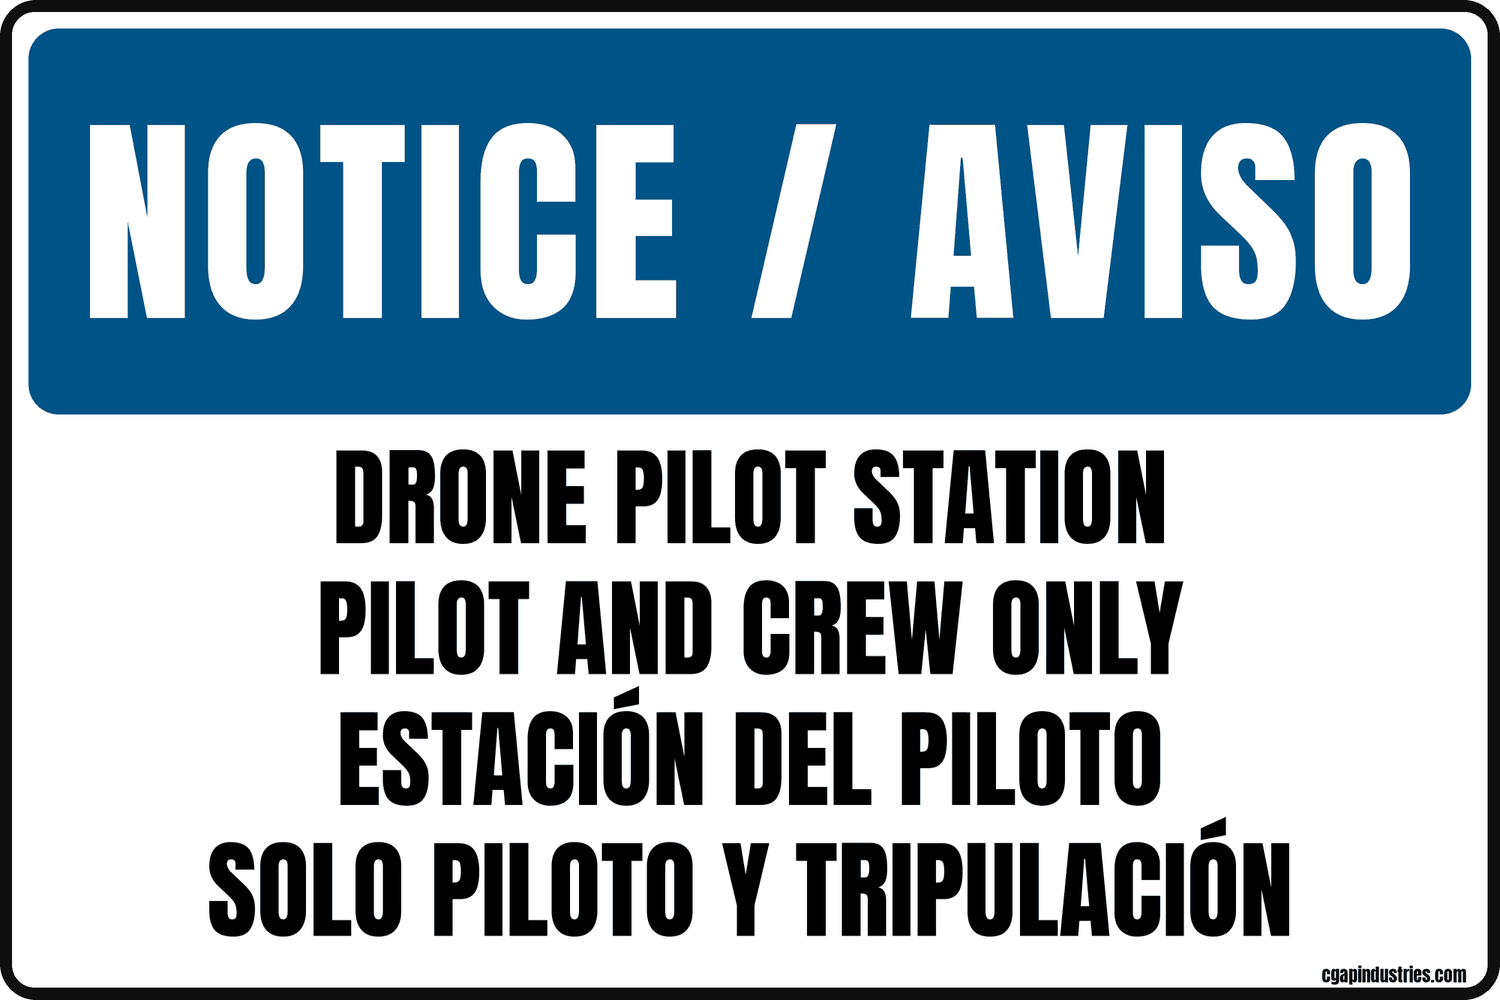 NOTICE / AVISO
DRONE PILOT STATION
PILOT AND CREW ONLY
ESTACIÓN DEL PILOTO
SOLO PILOTO Y TRIPULACIÓN
cgapindustries.com